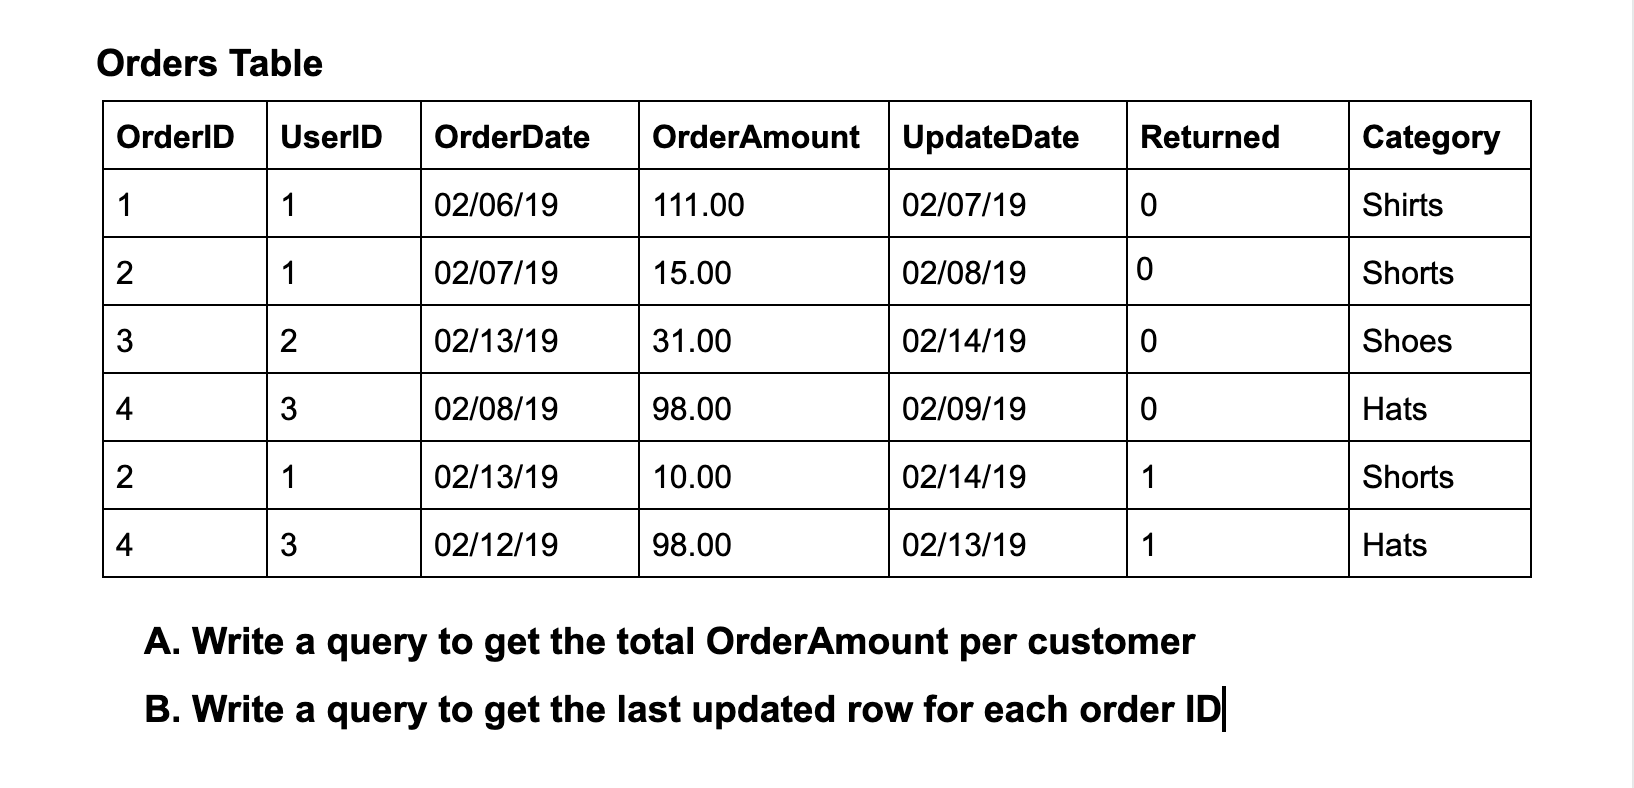 Orders Table
OrderID UserID OrderDate OrderAmount UpdateDate Returned Category
1 1 02/06/19 111.00 02/07/19 0 Shirts
2 1 02/07/19 15.00 02/08/19 0 Shorts
3 2 02/13/19 31.00 02/14/19 0 Shoes
4 3 02/08/19 98.00 02/09/19 0 Hats
2 1 02/13/19 10.00 02/14/19 1 Shorts
4 3 02/12/19 98.00 02/13/19 1 Hats
A. Write a query to get the total OrderAmount per customer
B. Write a query to get the last updated row for each order ID